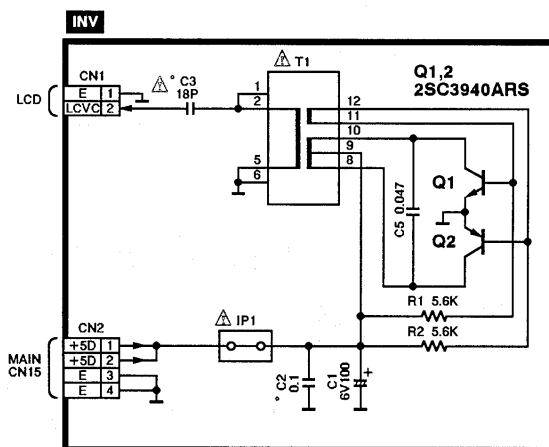 INV
CN1
E 1
LCVC 2
LCD
⚠ ° C3
18P
⚠ T1
1
2
5
6
12
11
10
9
8
Q1,2
2SC3940ARS
Q1
Q2
C5 0.047
R1 5.6K
R2 5.6K
CN2
+5D 1
+5D 2
E 3
E 4
MAIN
CN15
⚠ IP1
° C2
0.1
C1
6V100
+